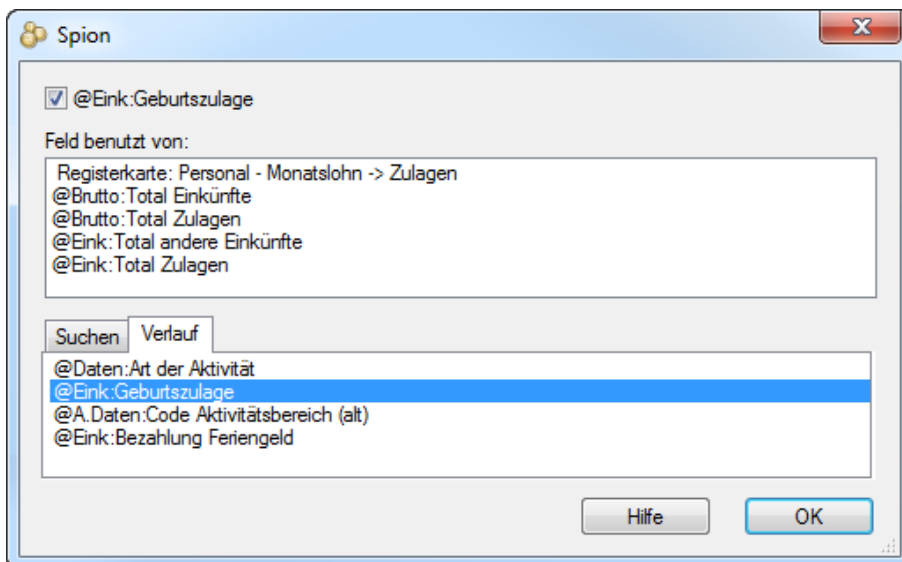 Spion
@Eink:Geburtszulage
Feld benutzt von:
Registerkarte: Personal - Monatslohn -> Zulagen
@Brutto:Total Einkünfte
@Brutto:Total Zulagen
@Eink:Total andere Einkünfte
@Eink:Total Zulagen
Suchen Verlauf
@Daten:Art der Aktivität
@Eink:Geburtszulage
@A.Daten:Code Aktivitätsbereich (alt)
@Eink:Bezahlung Feriengeld
Hilfe OK